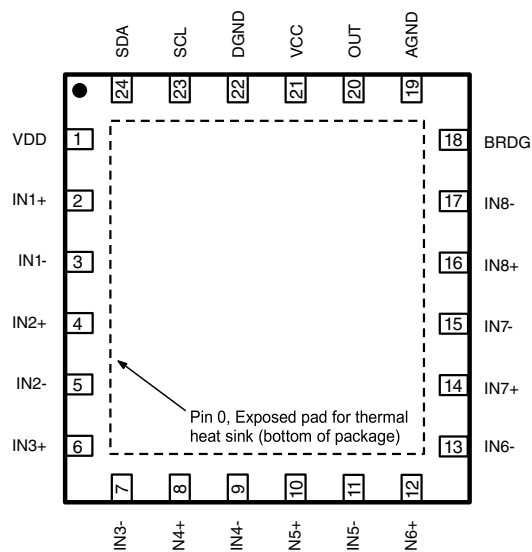 SDA SCL DGND VCC OUT AGND
24 23 22 21 20 19
VDD 1 18 BRDG
IN1+ 2 17 IN8-
IN1- 3 16 IN8+
IN2+ 4 15 IN7-
IN2- 5 14 IN7+
IN3+ 6 13 IN6-
Pin 0, Exposed pad for thermal
heat sink (bottom of package)
7 8 9 10 11 12
IN3- N4+ IN4- N5+ IN5- N6+